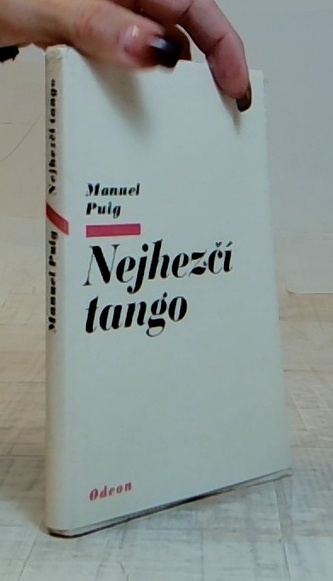 Manuel Puig Nejhezčí tango
Manuel
Puig
Nejhezčí
tango
Odeon